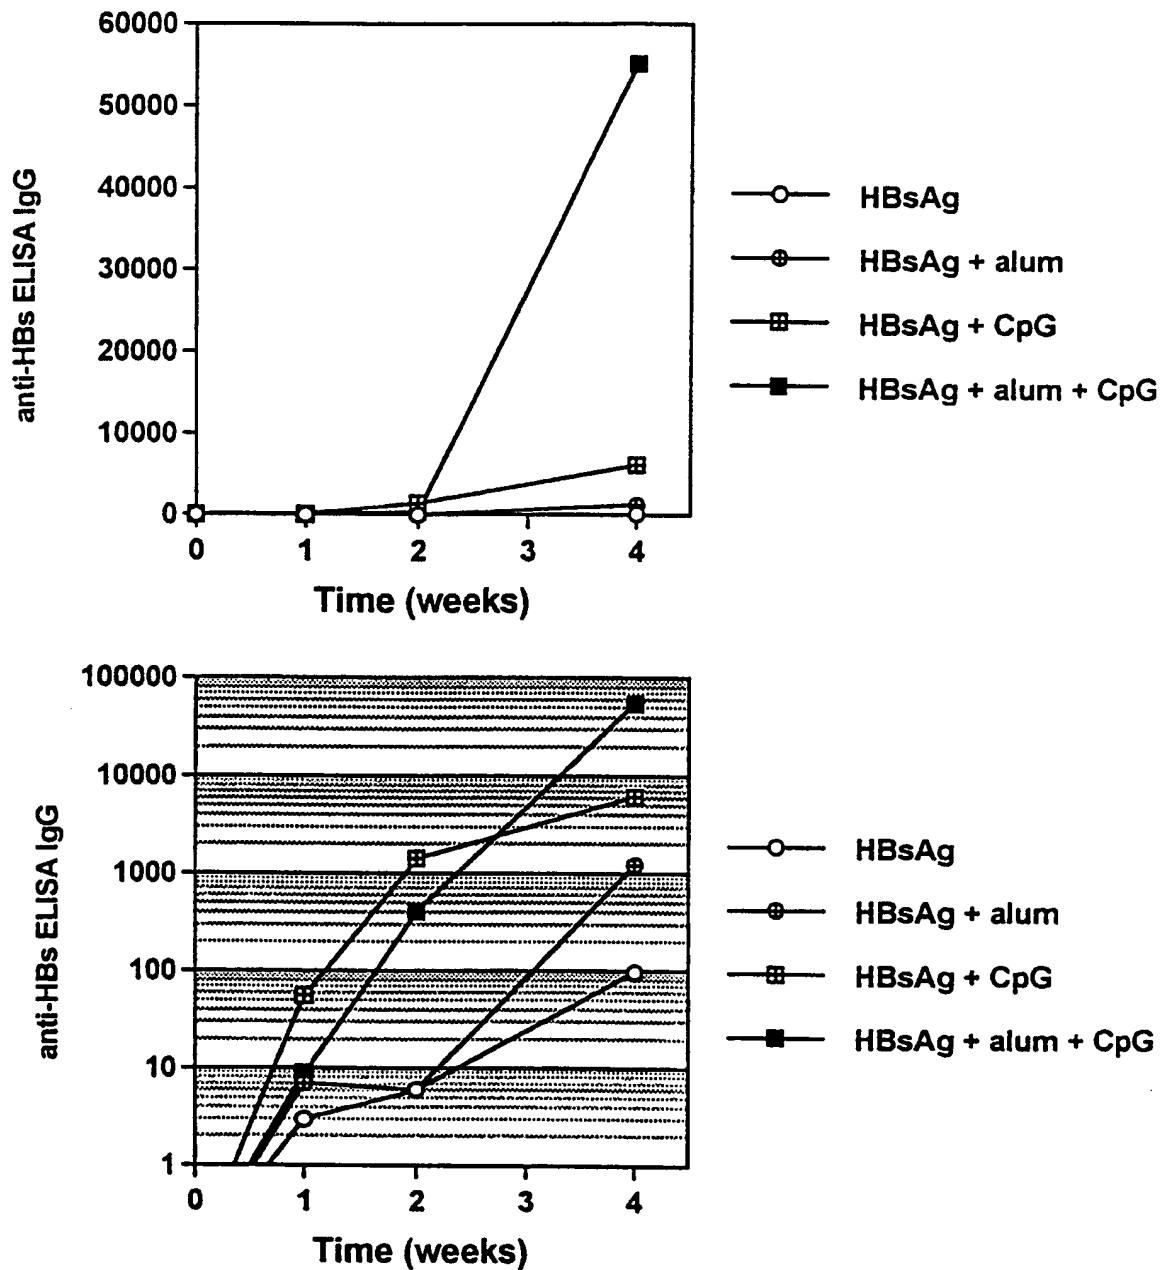 60000
50000
40000
30000
20000
10000
0
anti-HBs ELISA IgG
0 1 2 3 4
Time (weeks)
HBsAg
HBsAg + alum
HBsAg + CpG
HBsAg + alum + CpG
100000
10000
1000
100
10
1
anti-HBs ELISA IgG
0 1 2 3 4
Time (weeks)
HBsAg
HBsAg + alum
HBsAg + CpG
HBsAg + alum + CpG